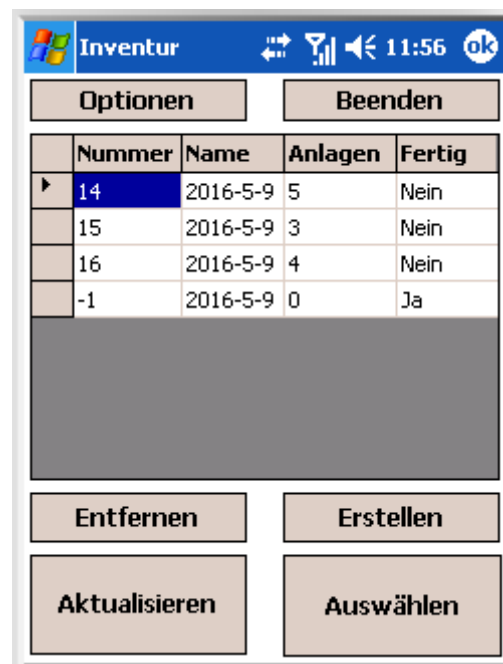 Inventur 11:56 ok
Optionen Beenden
Nummer Name Anlagen Fertig
14 2016-5-9 5 Nein
15 2016-5-9 3 Nein
16 2016-5-9 4 Nein
-1 2016-5-9 0 Ja
Entfernen Erstellen
Aktualisieren Auswählen